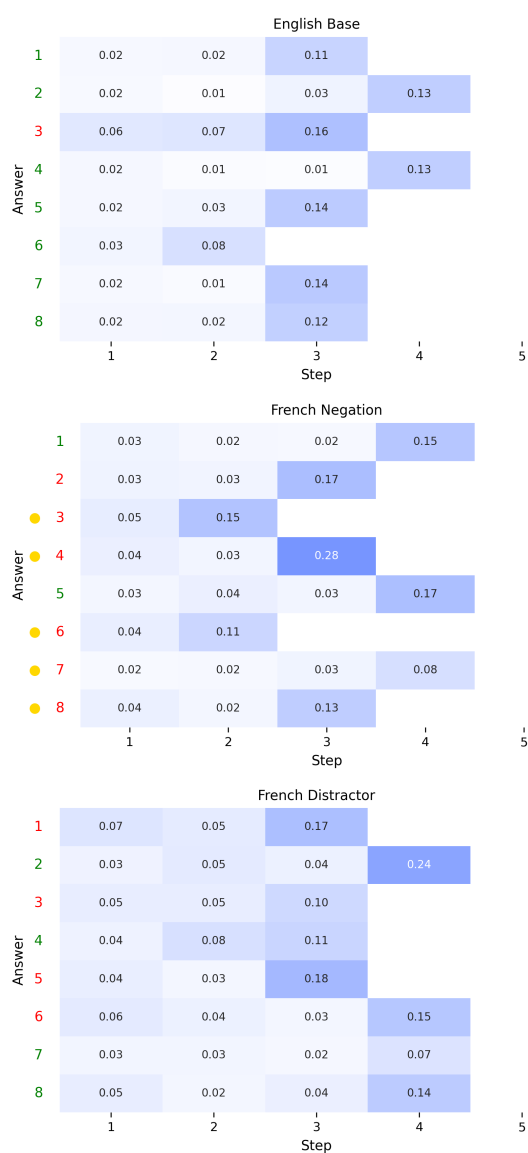 English Base
1 0.02 0.02 0.11
2 0.02 0.01 0.03 0.13
3 0.06 0.07 0.16
4 0.02 0.01 0.01 0.13
5 0.02 0.03 0.14
6 0.03 0.08
7 0.02 0.01 0.14
8 0.02 0.02 0.12
Answer
1 2 3 4 5
Step
French Negation
1 0.03 0.02 0.02 0.15
2 0.03 0.03 0.17
3 0.05 0.15
4 0.04 0.03 0.28
5 0.03 0.04 0.03 0.17
6 0.04 0.11
7 0.02 0.02 0.03 0.08
8 0.04 0.02 0.13
Answer
1 2 3 4 5
Step
French Distractor
1 0.07 0.05 0.17
2 0.03 0.05 0.04 0.24
3 0.05 0.05 0.10
4 0.04 0.08 0.11
5 0.04 0.03 0.18
6 0.06 0.04 0.03 0.15
7 0.03 0.03 0.02 0.07
8 0.05 0.02 0.04 0.14
Answer
1 2 3 4 5
Step